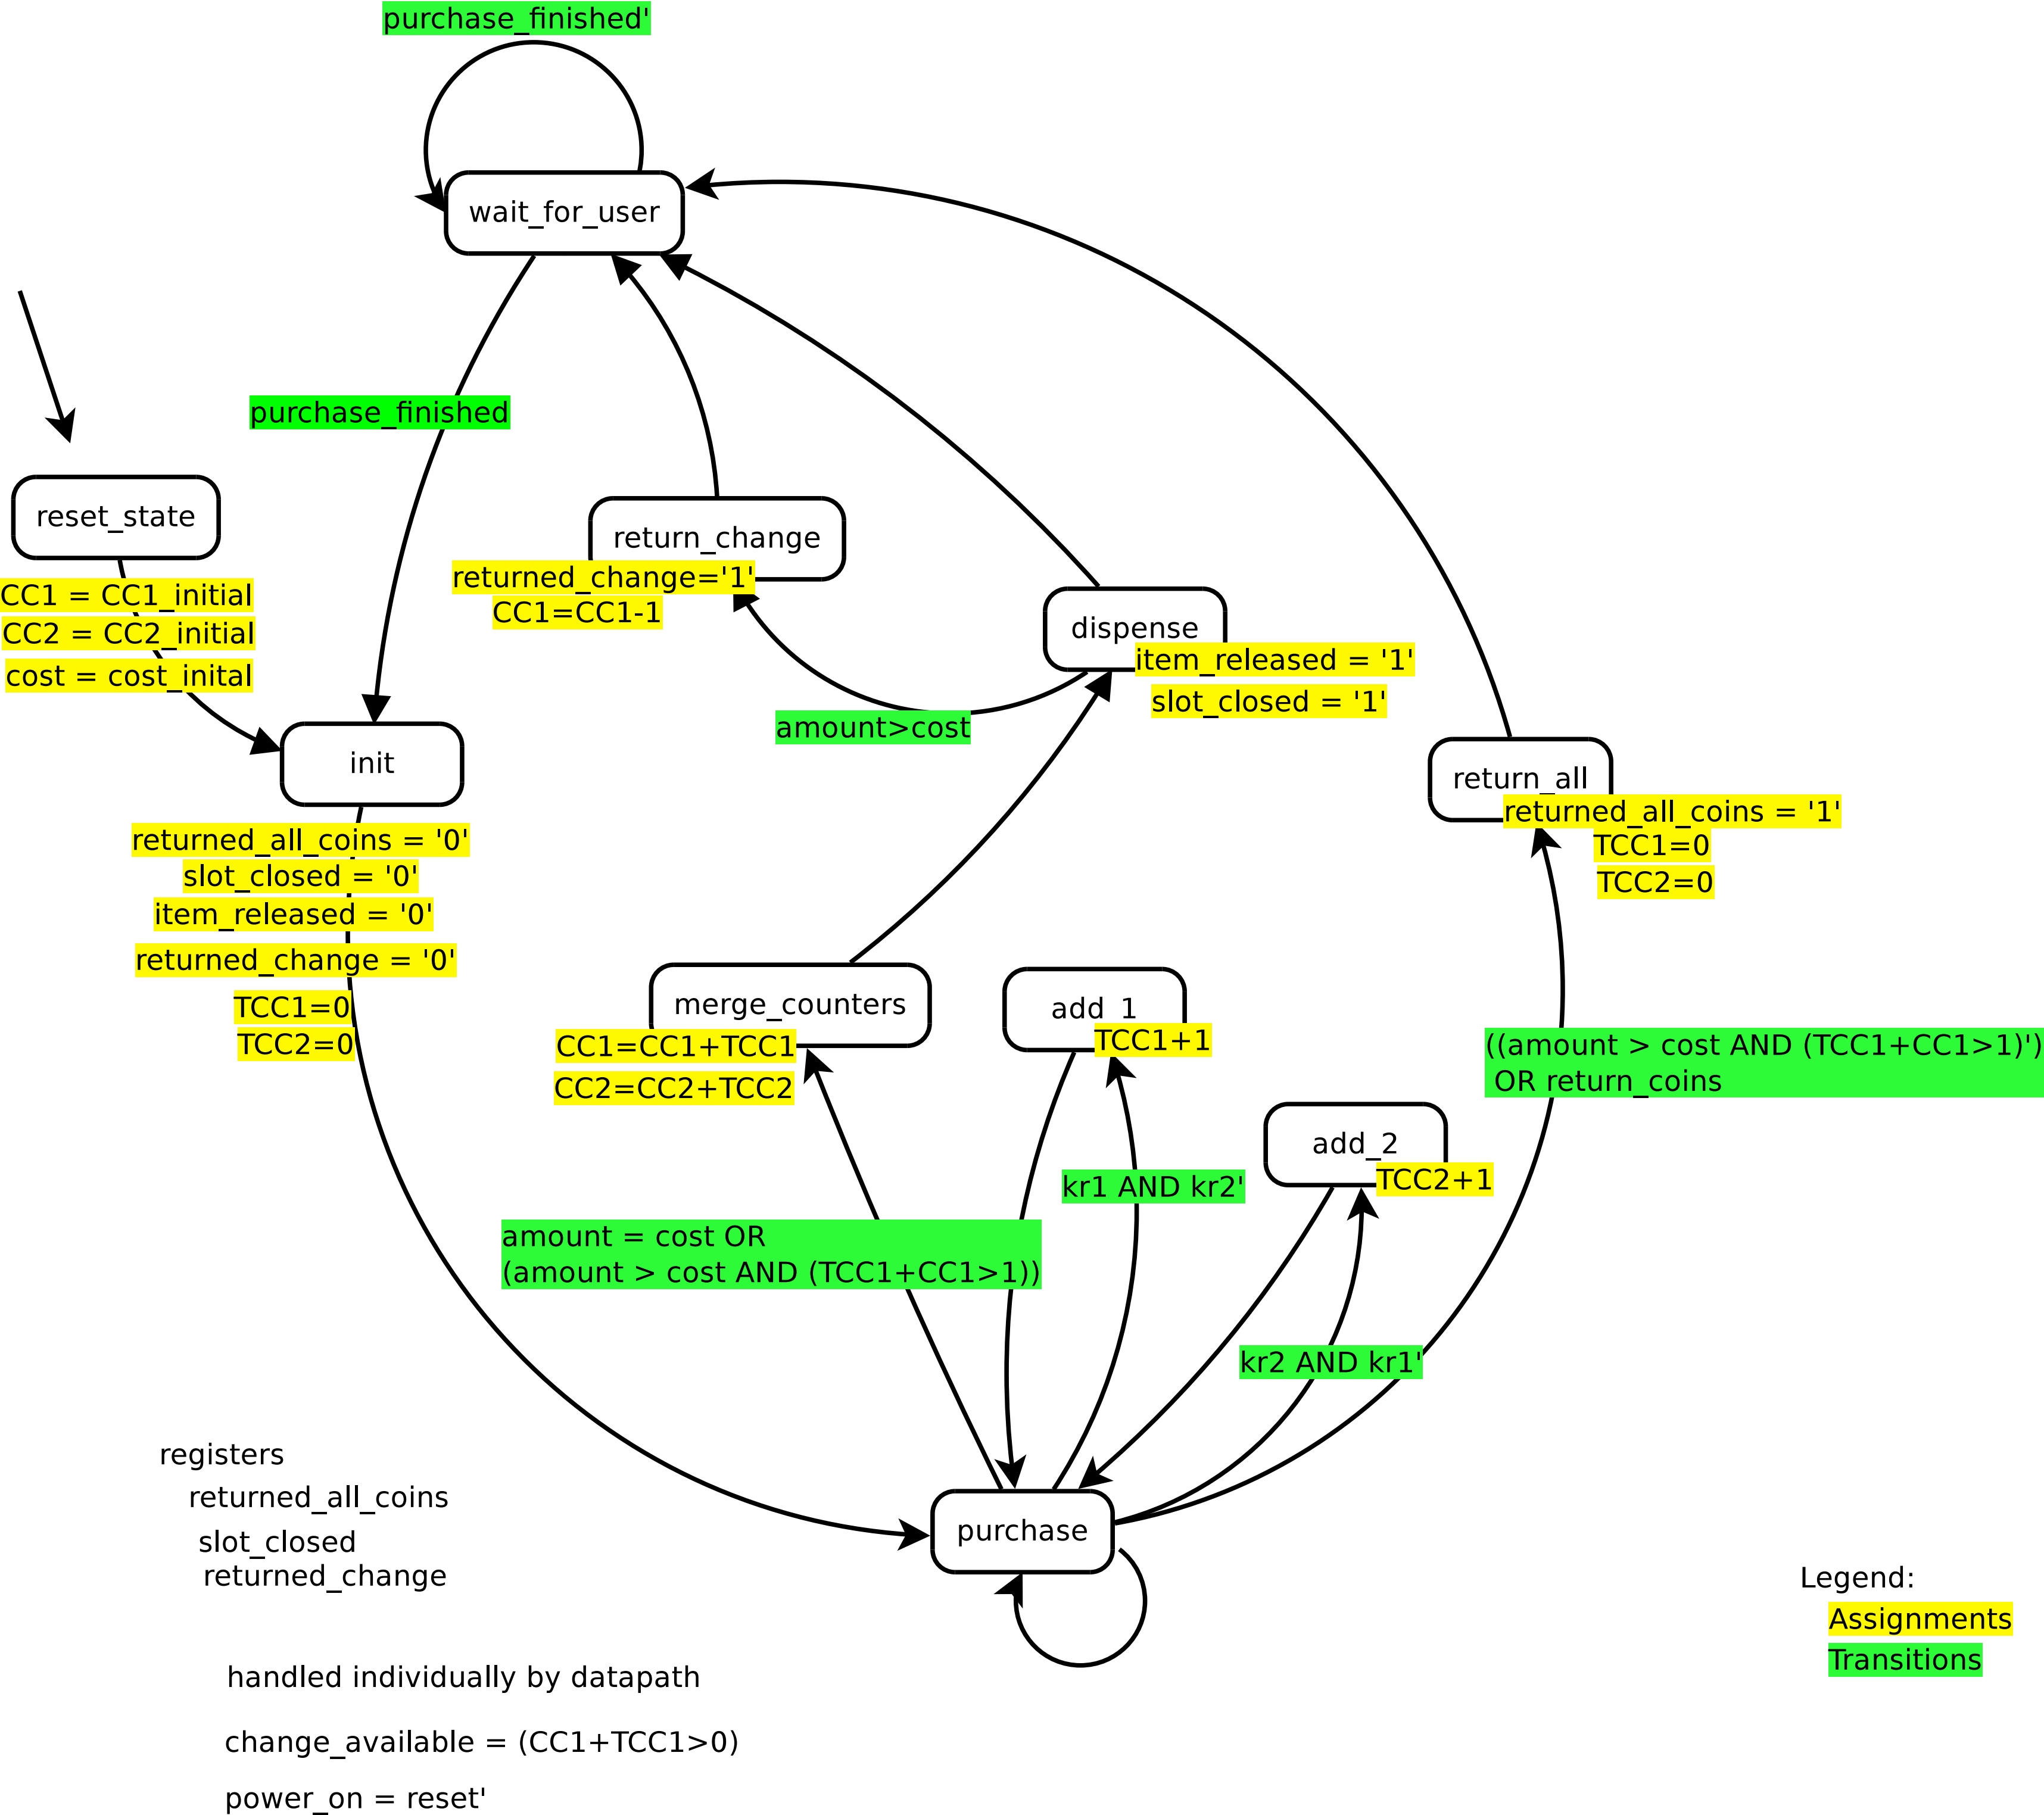 purchase_finished'
wait_for_user
purchase_finished
reset_state
CC1 = CC1_initial
CC2 = CC2_initial
cost = cost_inital
return_change
returned_change='1'
CC1=CC1-1
dispense
item_released = '1'
slot_closed = '1'
amount>cost
init
returned_all_coins = '0'
slot_closed = '0'
item_released = '0'
returned_change = '0'
TCC1=0
TCC2=0
return_all
returned_all_coins = '1'
TCC1=0
TCC2=0
merge_counters
CC1=CC1+TCC1
CC2=CC2+TCC2
add_1
TCC1+1
((amount > cost AND (TCC1+CC1>1)')
OR return_coins
add_2
TCC2+1
kr1 AND kr2'
amount = cost OR
(amount > cost AND (TCC1+CC1>1))
kr2 AND kr1'
purchase
registers
returned_all_coins
slot_closed
returned_change
handled individually by datapath
change_available = (CC1+TCC1>0)
power_on = reset'
Legend:
Assignments
Transitions